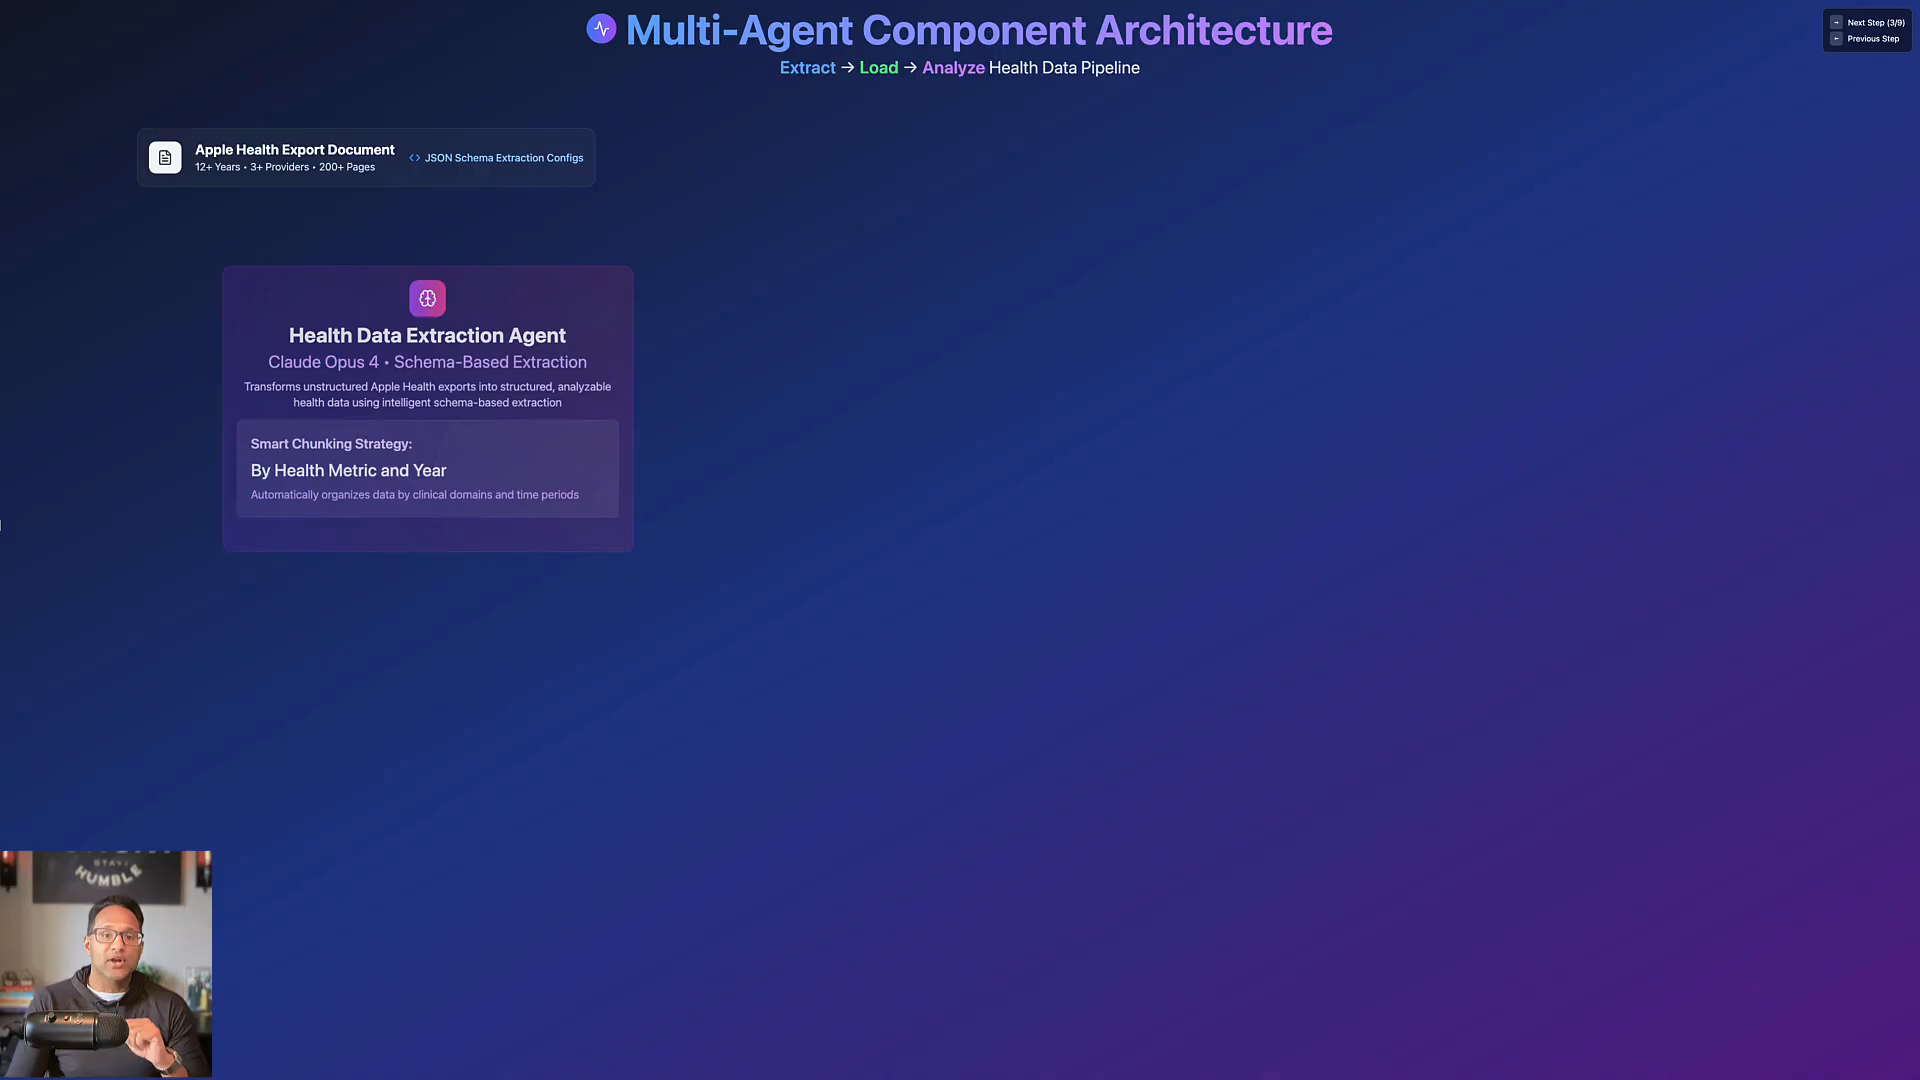 Multi-Agent Component Architecture
Extract → Load → Analyze Health Data Pipeline
→ Next Step (3/9)
← Previous Step
Apple Health Export Document
12+ Years • 3+ Providers • 200+ Pages
<> JSON Schema Extraction Configs
Health Data Extraction Agent
Claude Opus 4 • Schema-Based Extraction
Transforms unstructured Apple Health exports into structured, analyzable
health data using intelligent schema-based extraction
Smart Chunking Strategy:
By Health Metric and Year
Automatically organizes data by clinical domains and time periods
STAY
HUMBLE